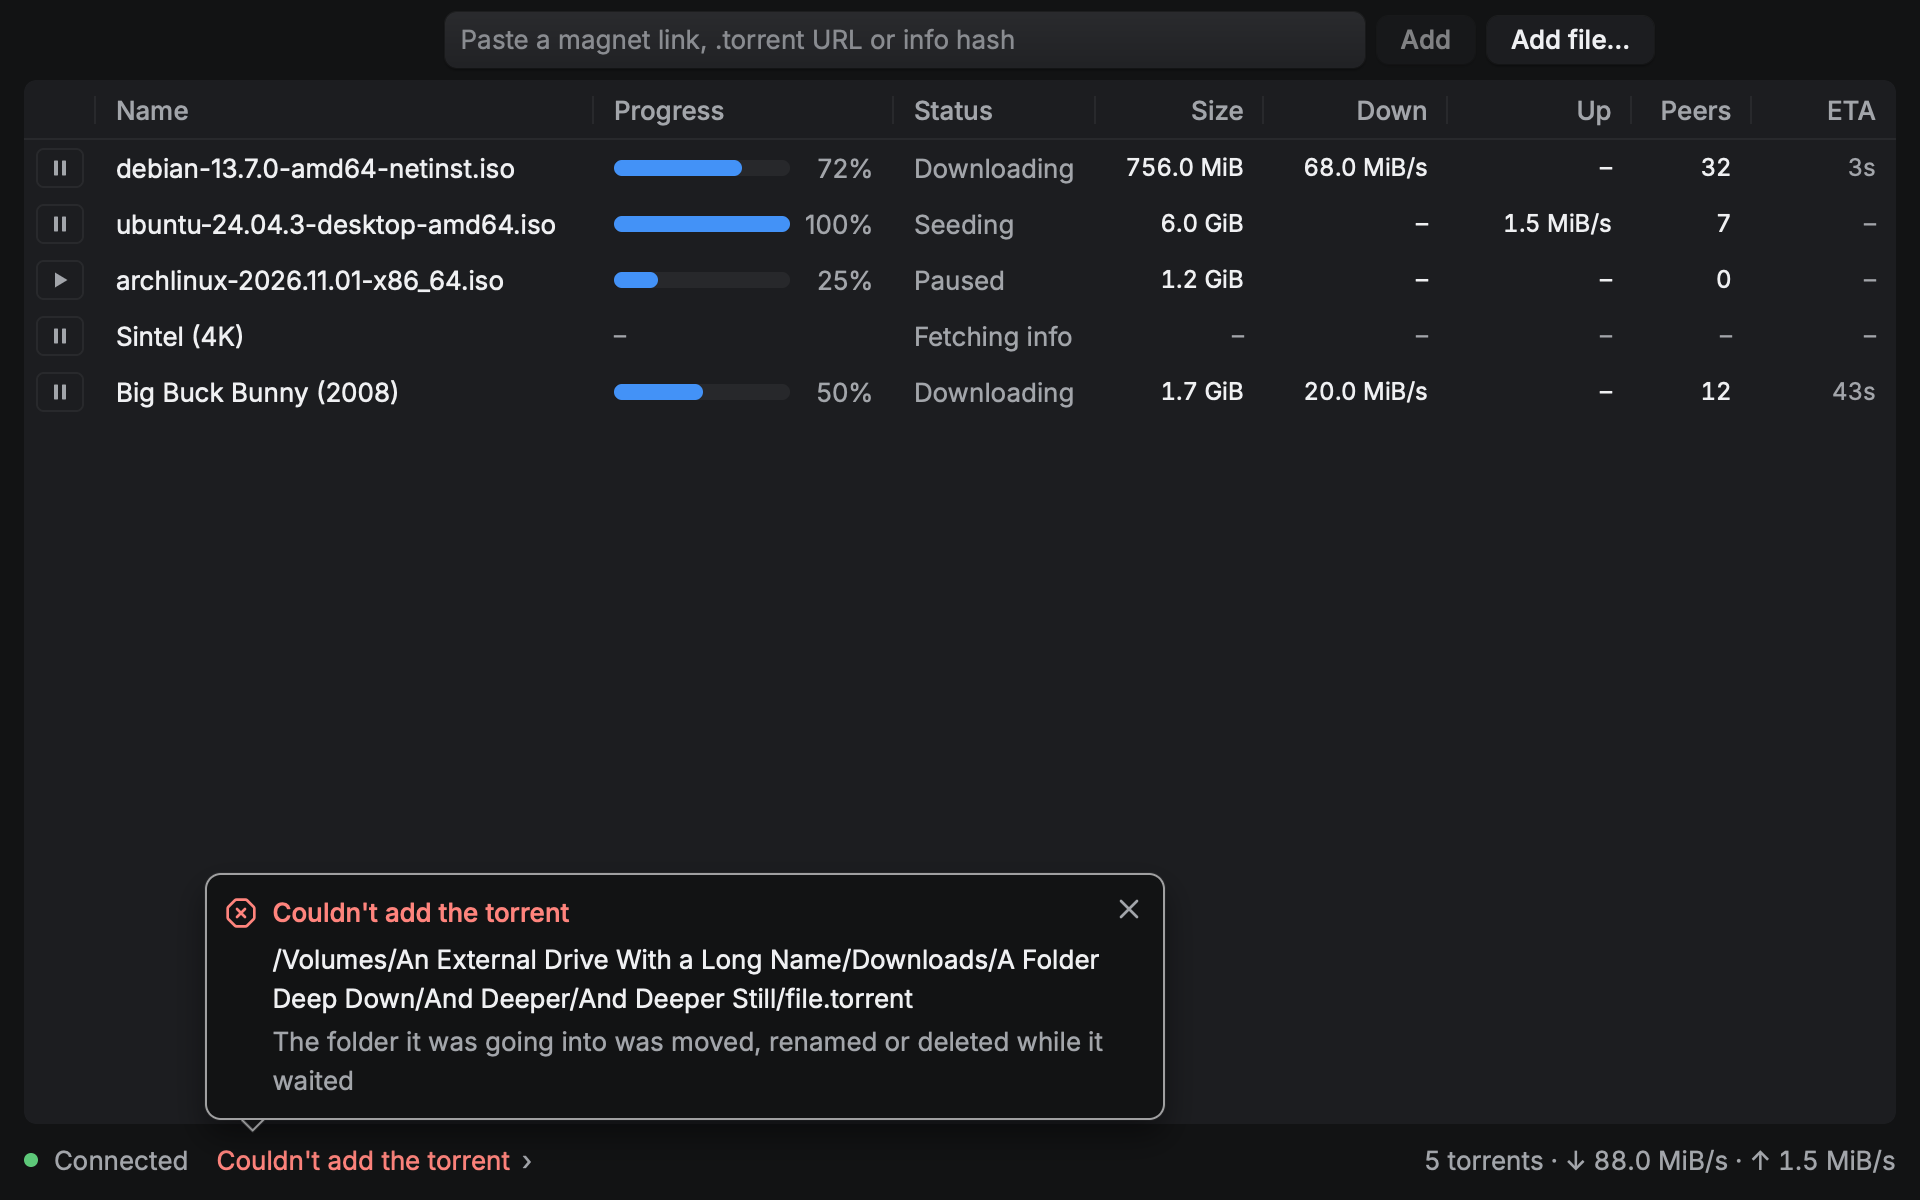 Paste a magnet link, .torrent URL or info hash Add Add file...
Name Progress Status Size Down Up Peers ETA
debian-13.7.0-amd64-netinst.iso 72% Downloading 756.0 MiB 68.0 MiB/s – 32 3s
ubuntu-24.04.3-desktop-amd64.iso 100% Seeding 6.0 GiB – 1.5 MiB/s 7 –
archlinux-2026.11.01-x86_64.iso 25% Paused 1.2 GiB – – 0 –
Sintel (4K) – Fetching info – – – – –
Big Buck Bunny (2008) 50% Downloading 1.7 GiB 20.0 MiB/s – 12 43s
Couldn't add the torrent
/Volumes/An External Drive With a Long Name/Downloads/A Folder
Deep Down/And Deeper/And Deeper Still/file.torrent
The folder it was going into was moved, renamed or deleted while it
waited
Connected Couldn't add the torrent › 5 torrents · ↓ 88.0 MiB/s · ↑ 1.5 MiB/s